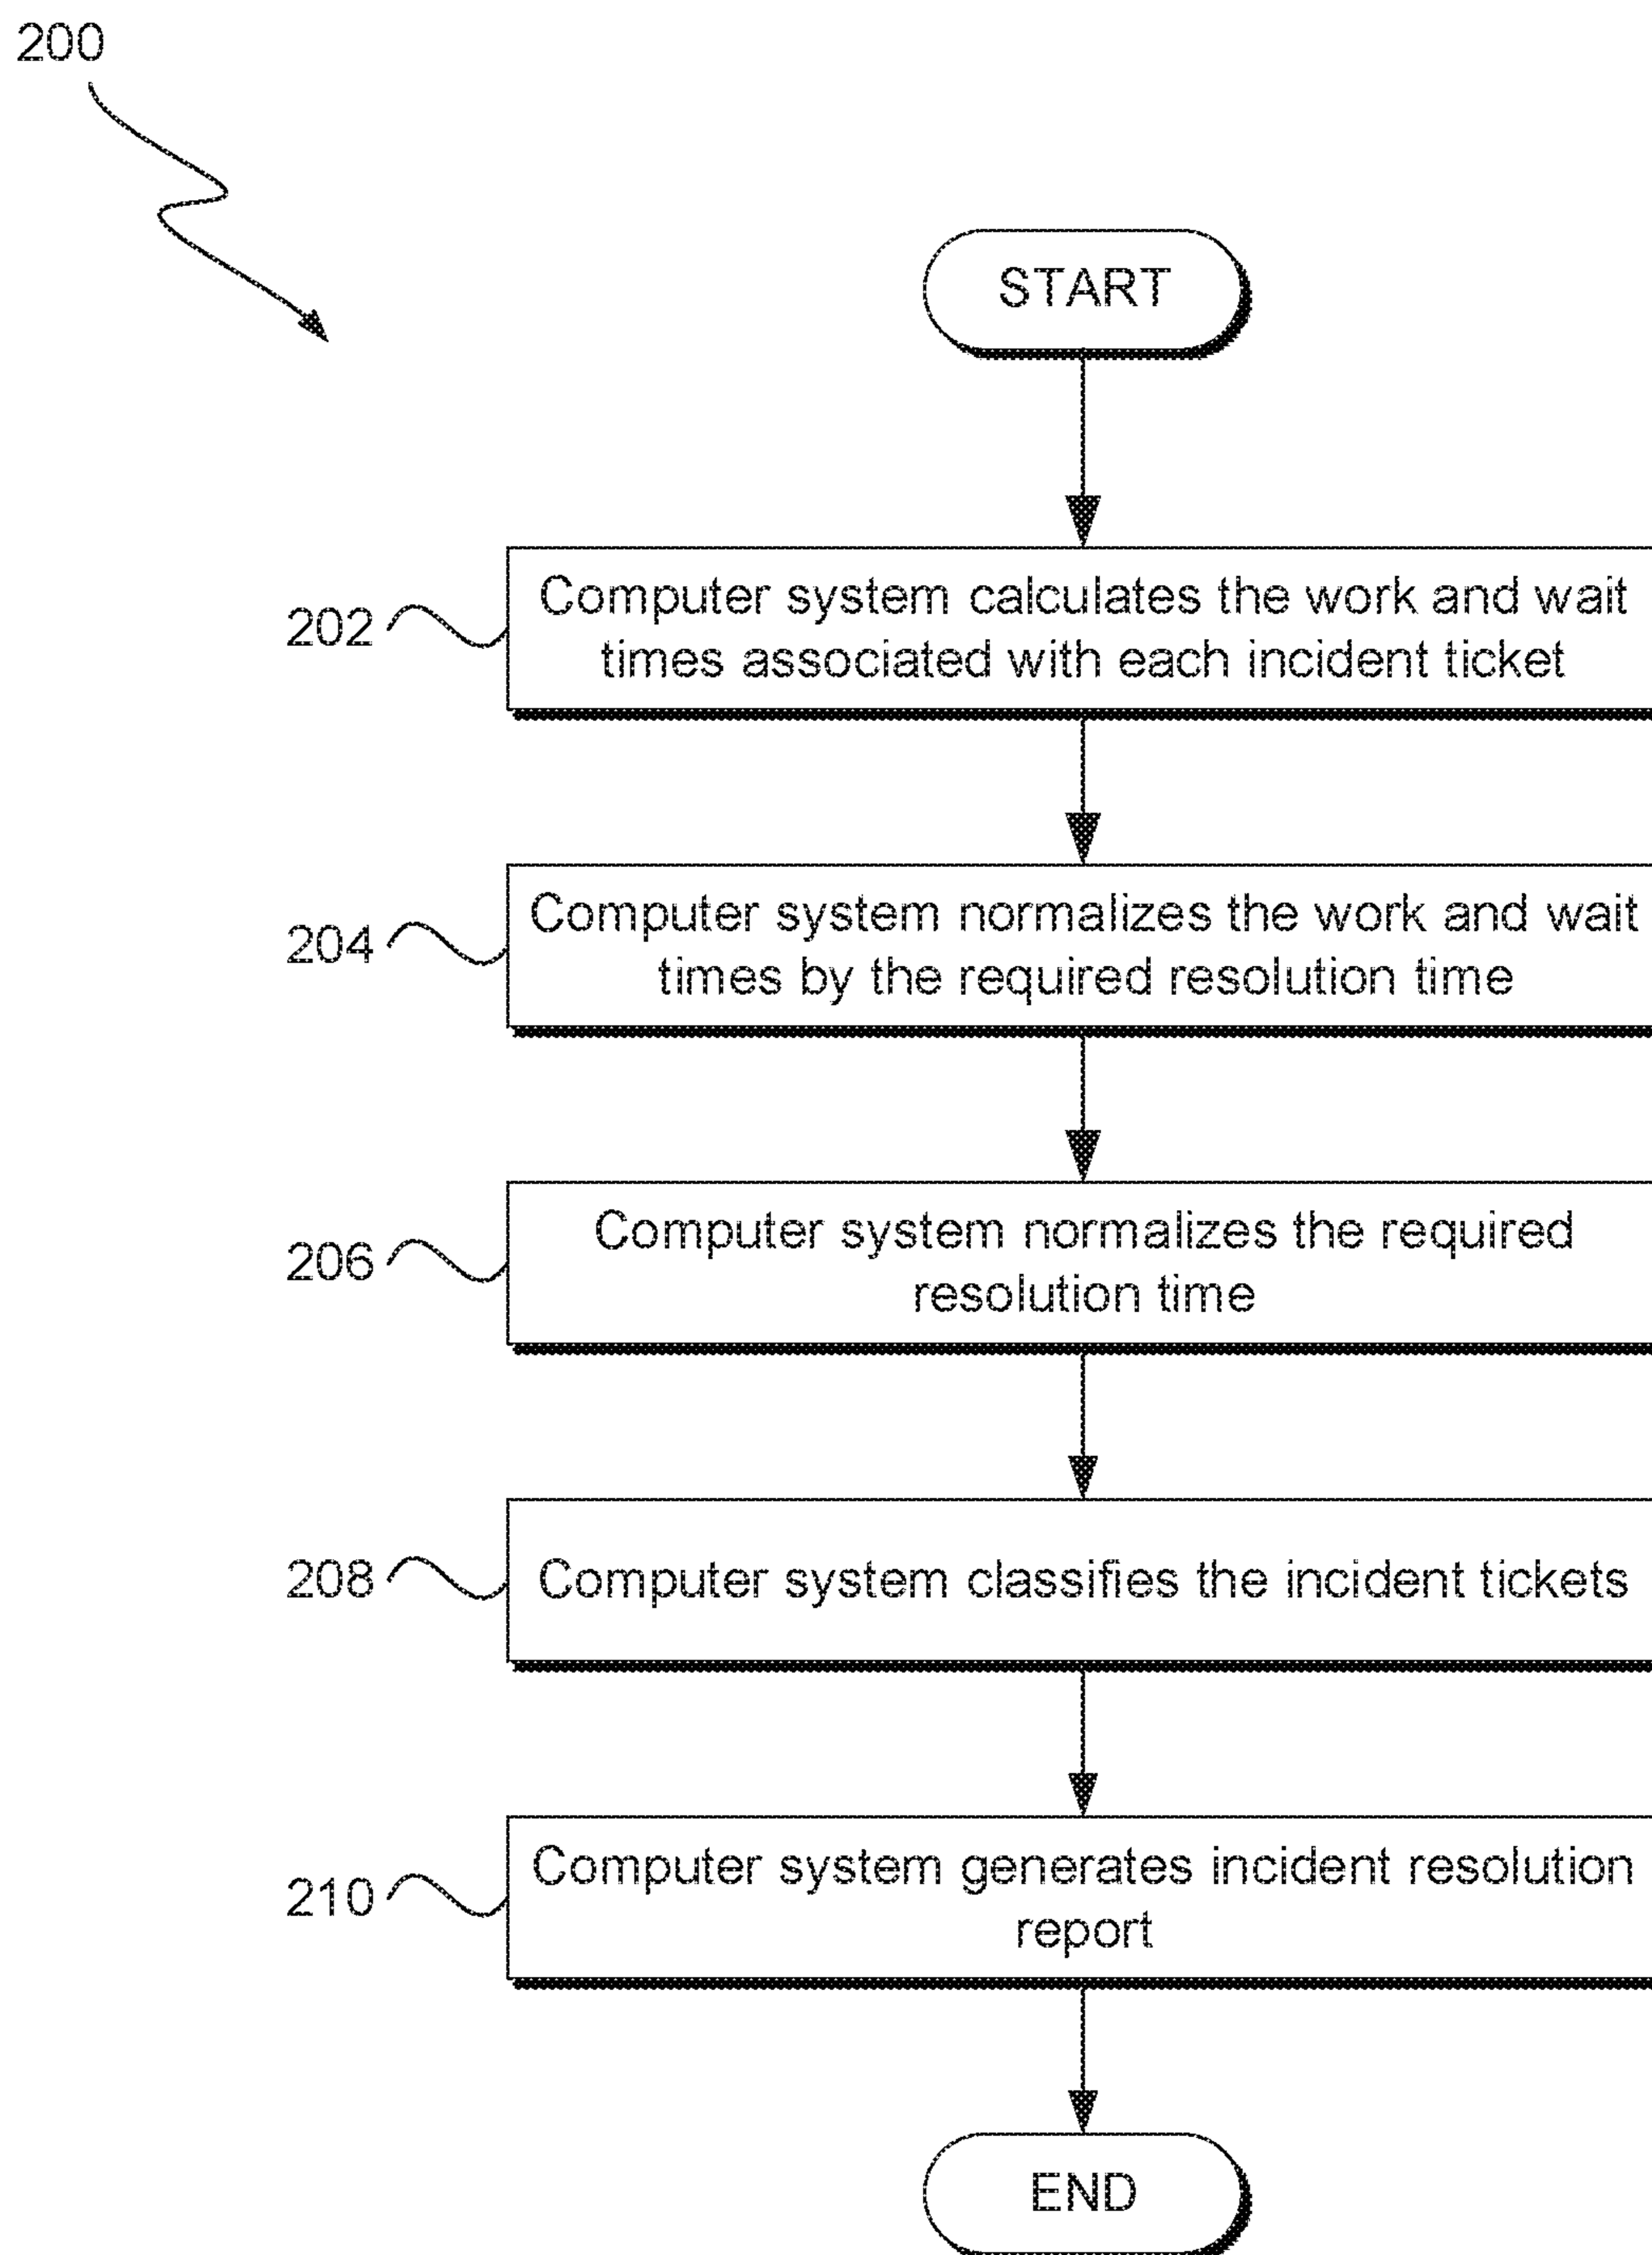 200
START
202
Computer system calculates the work and wait
times associated with each incident ticket
204
Computer system normalizes the work and wait
times by the required resolution time
206
Computer system normalizes the required
resolution time
208
Computer system classifies the incident tickets
210
Computer system generates incident resolution
report
END